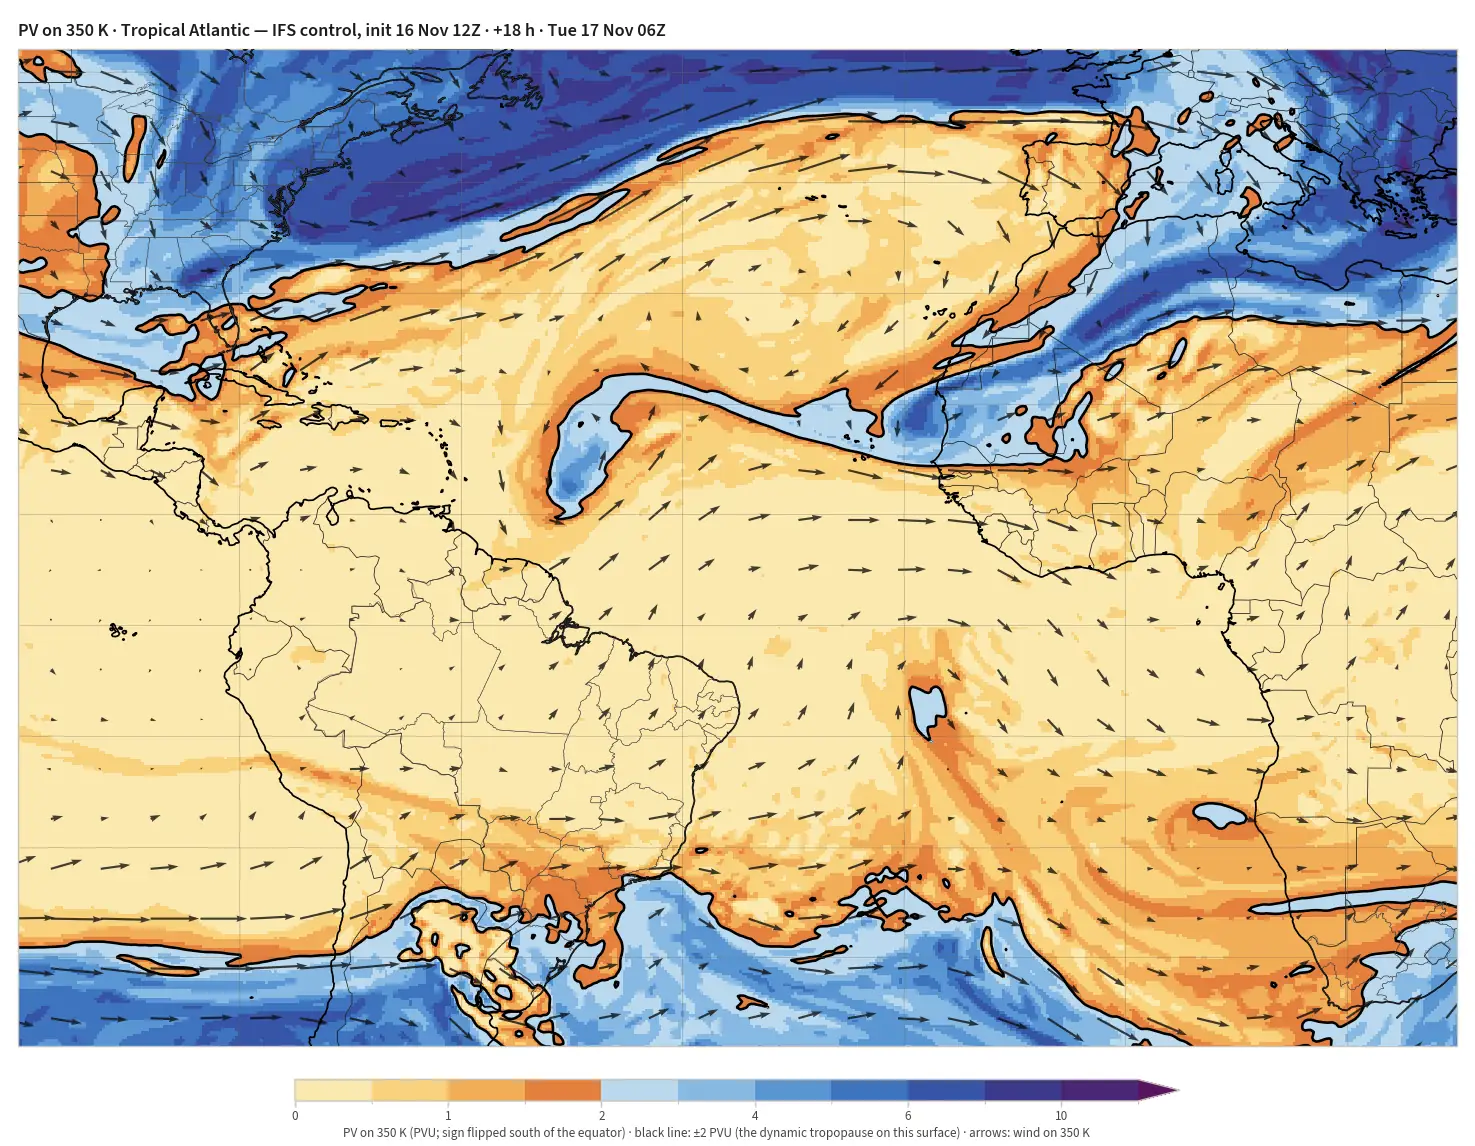 PV on 350 K · Tropical Atlantic — IFS control, init 16 Nov 12Z · +18 h · Tue 17 Nov 06Z
0 1 2 4 6 8 10
PV on 350 K (PVU; sign flipped south of the equator) · black line: ±2 PVU (the dynamic tropopause on this surface) · arrows: wind on 350 K